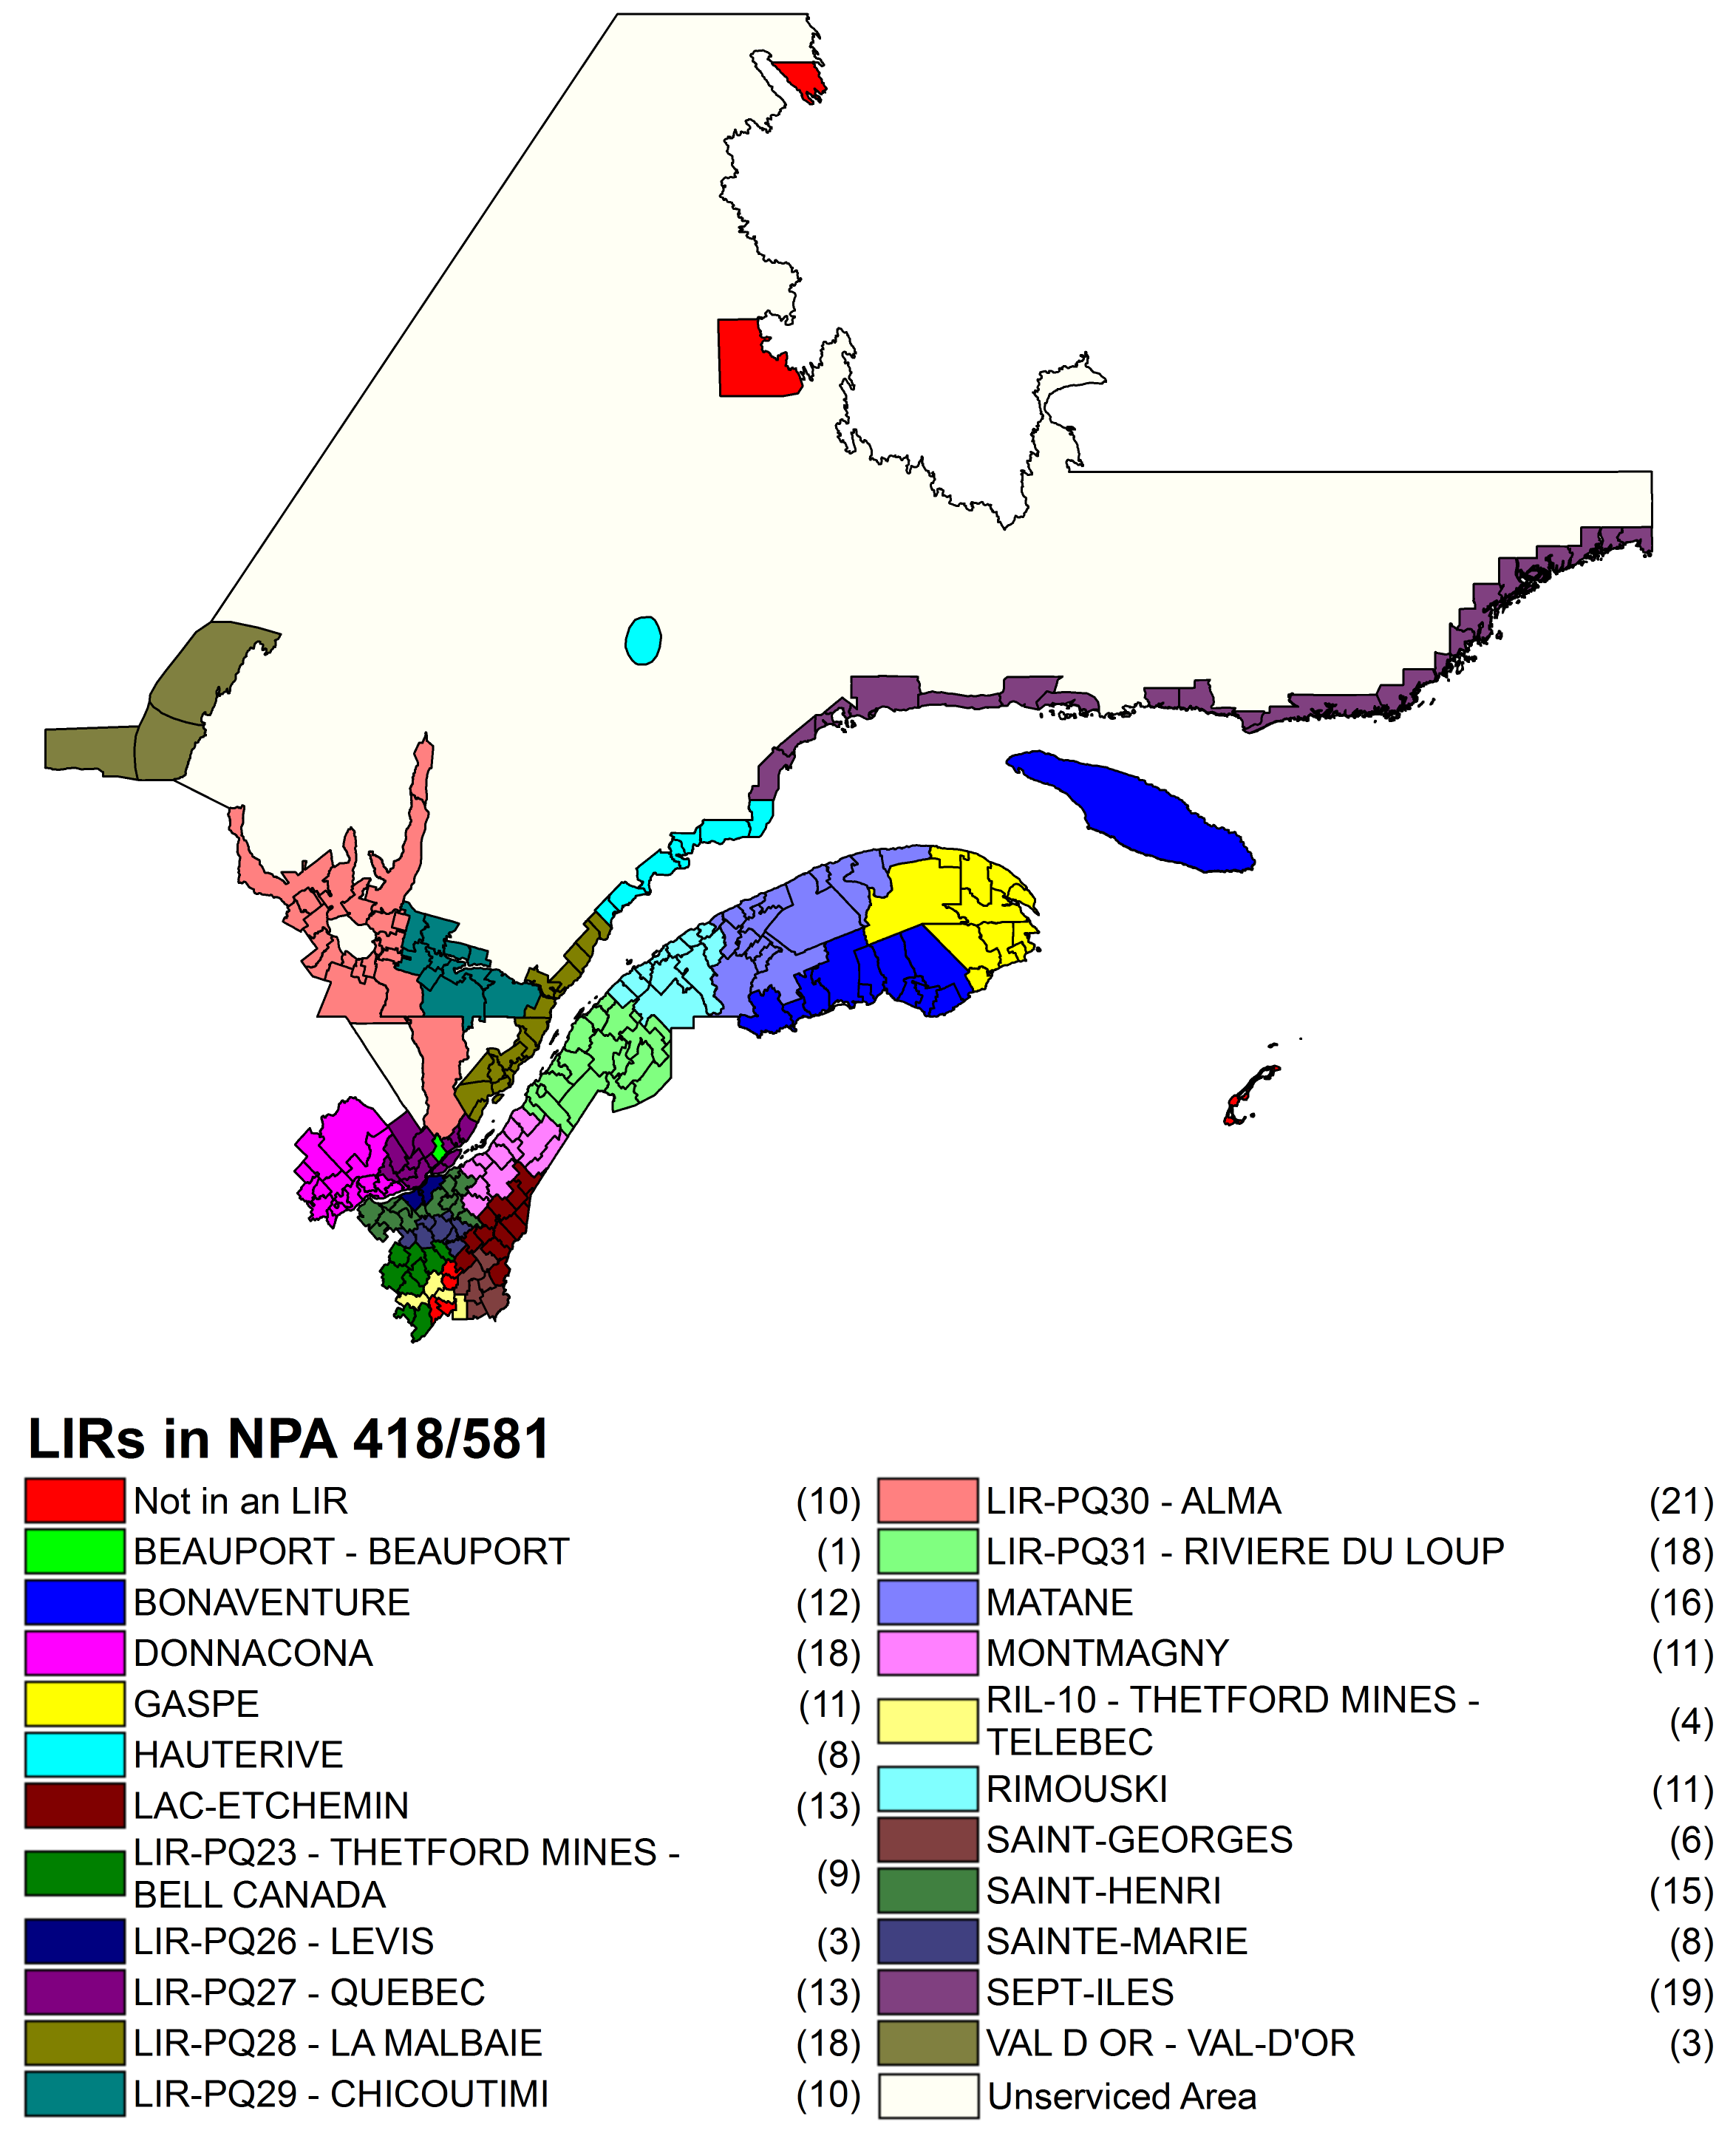 LIRs in NPA 418/581
Not in an LIR (10)
BEAUPORT - BEAUPORT (1)
BONAVENTURE (12)
DONNACONA (18)
GASPE (11)
HAUTERIVE (8)
LAC-ETCHEMIN (13)
LIR-PQ23 - THETFORD MINES -
BELL CANADA (9)
LIR-PQ26 - LEVIS (3)
LIR-PQ27 - QUEBEC (13)
LIR-PQ28 - LA MALBAIE (18)
LIR-PQ29 - CHICOUTIMI (10)
LIR-PQ30 - ALMA (21)
LIR-PQ31 - RIVIERE DU LOUP (18)
MATANE (16)
MONTMAGNY (11)
RIL-10 - THETFORD MINES -
TELEBEC (4)
RIMOUSKI (11)
SAINT-GEORGES (6)
SAINT-HENRI (15)
SAINTE-MARIE (8)
SEPT-ILES (19)
VAL D OR - VAL-D'OR (3)
Unserviced Area